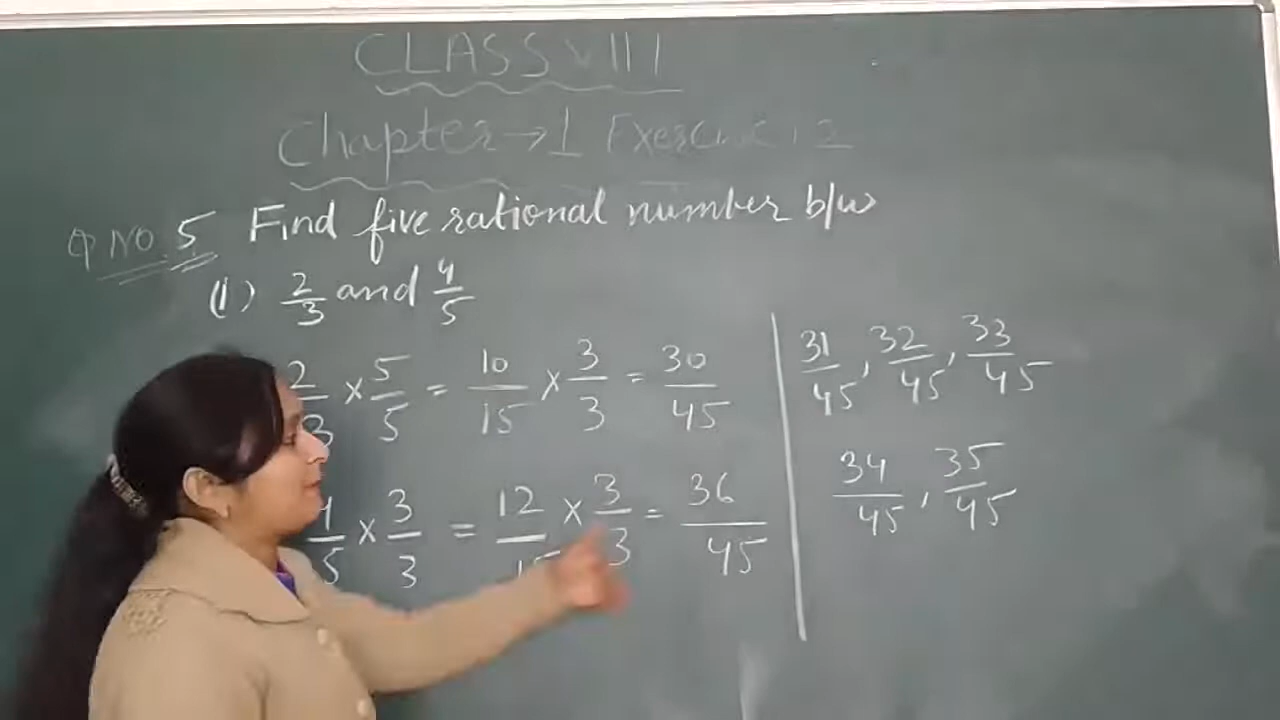 CLASS VIII
Chapter → 1 Exercise 1.2
Q NO. 5 Find five rational number b/w
(1) 2/3 and 4/5
2/3 × 5/5 = 10/15 × 3/3 = 30/45
4/5 × 3/3 = 12/15 × 3/3 = 36/45
31/45, 32/45, 33/45
34/45, 35/45